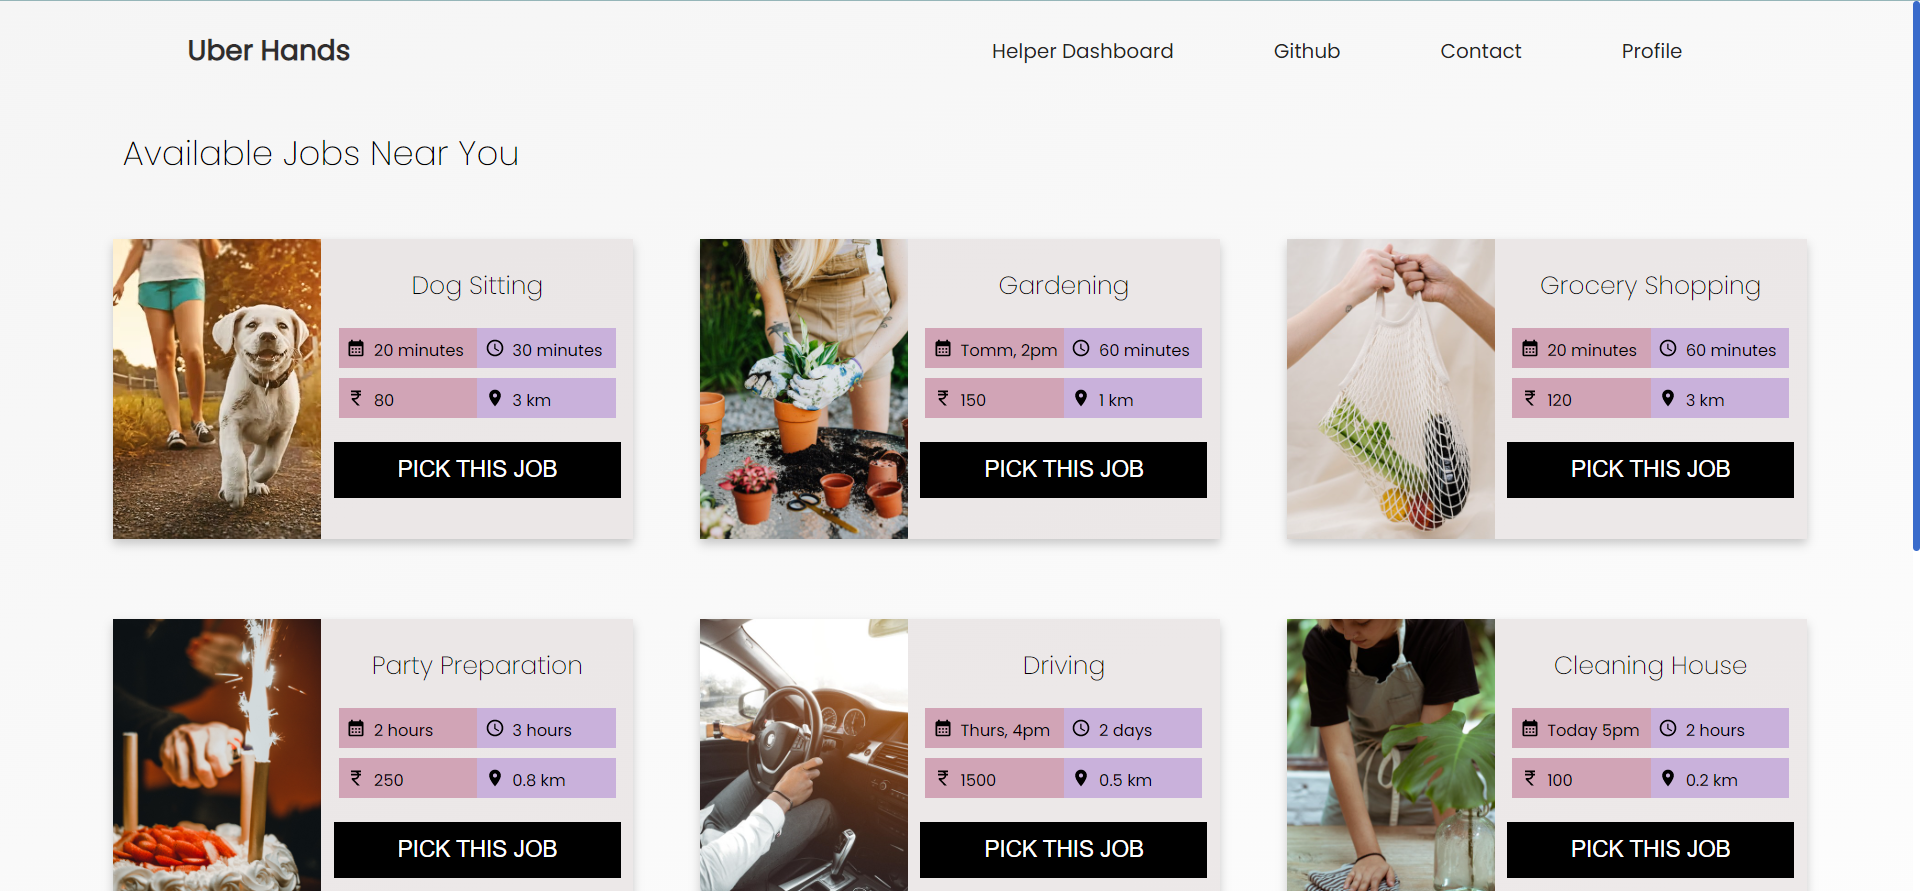 Uber Hands
Helper Dashboard Github Contact Profile
Available Jobs Near You
Dog Sitting
20 minutes 30 minutes
₹ 80 3 km
PICK THIS JOB
Gardening
Tomm, 2pm 60 minutes
₹ 150 1 km
PICK THIS JOB
Grocery Shopping
20 minutes 60 minutes
₹ 120 3 km
PICK THIS JOB
Party Preparation
2 hours 3 hours
₹ 250 0.8 km
PICK THIS JOB
Driving
Thurs, 4pm 2 days
₹ 1500 0.5 km
PICK THIS JOB
Cleaning House
Today 5pm 2 hours
₹ 100 0.2 km
PICK THIS JOB